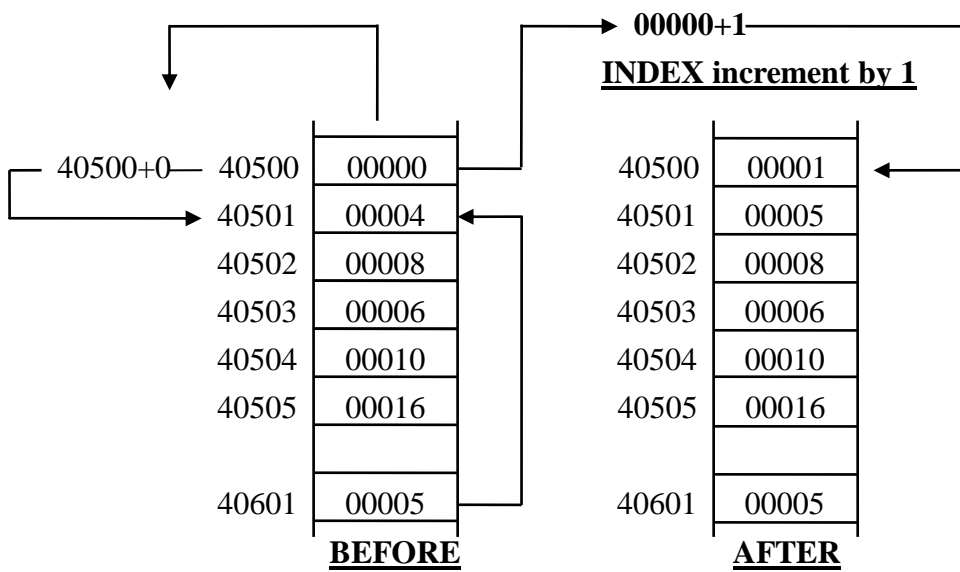 00000+1
INDEX increment by 1
40500+0 40500 00000 40500 00001
40501 00004 40501 00005
40502 00008 40502 00008
40503 00006 40503 00006
40504 00010 40504 00010
40505 00016 40505 00016
40601 00005 40601 00005
BEFORE AFTER